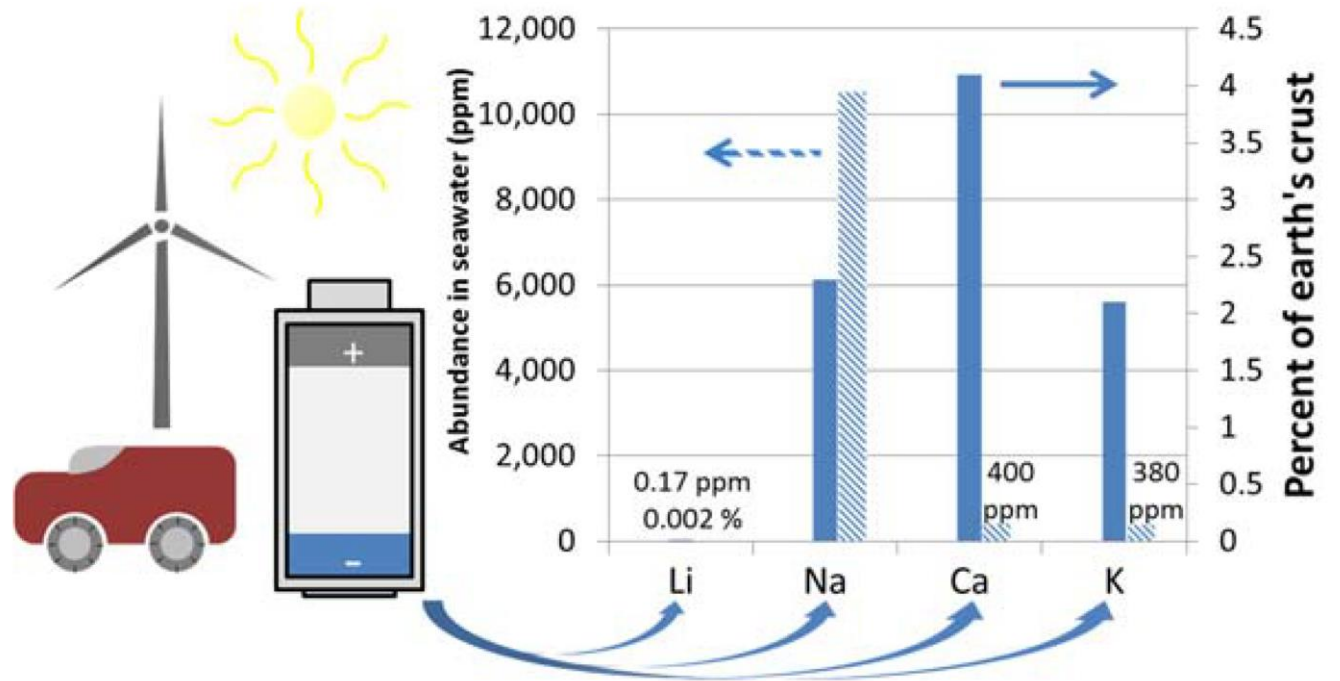 Abundance in seawater (ppm)
12,000
10,000
8,000
6,000
4,000
2,000
0
4.5
4
3.5
3
2.5
2
1.5
1
0.5
0
Percent of earth's crust
+
-
0.17 ppm
0.002 %
400
ppm
380
ppm
Li
Na
Ca
K